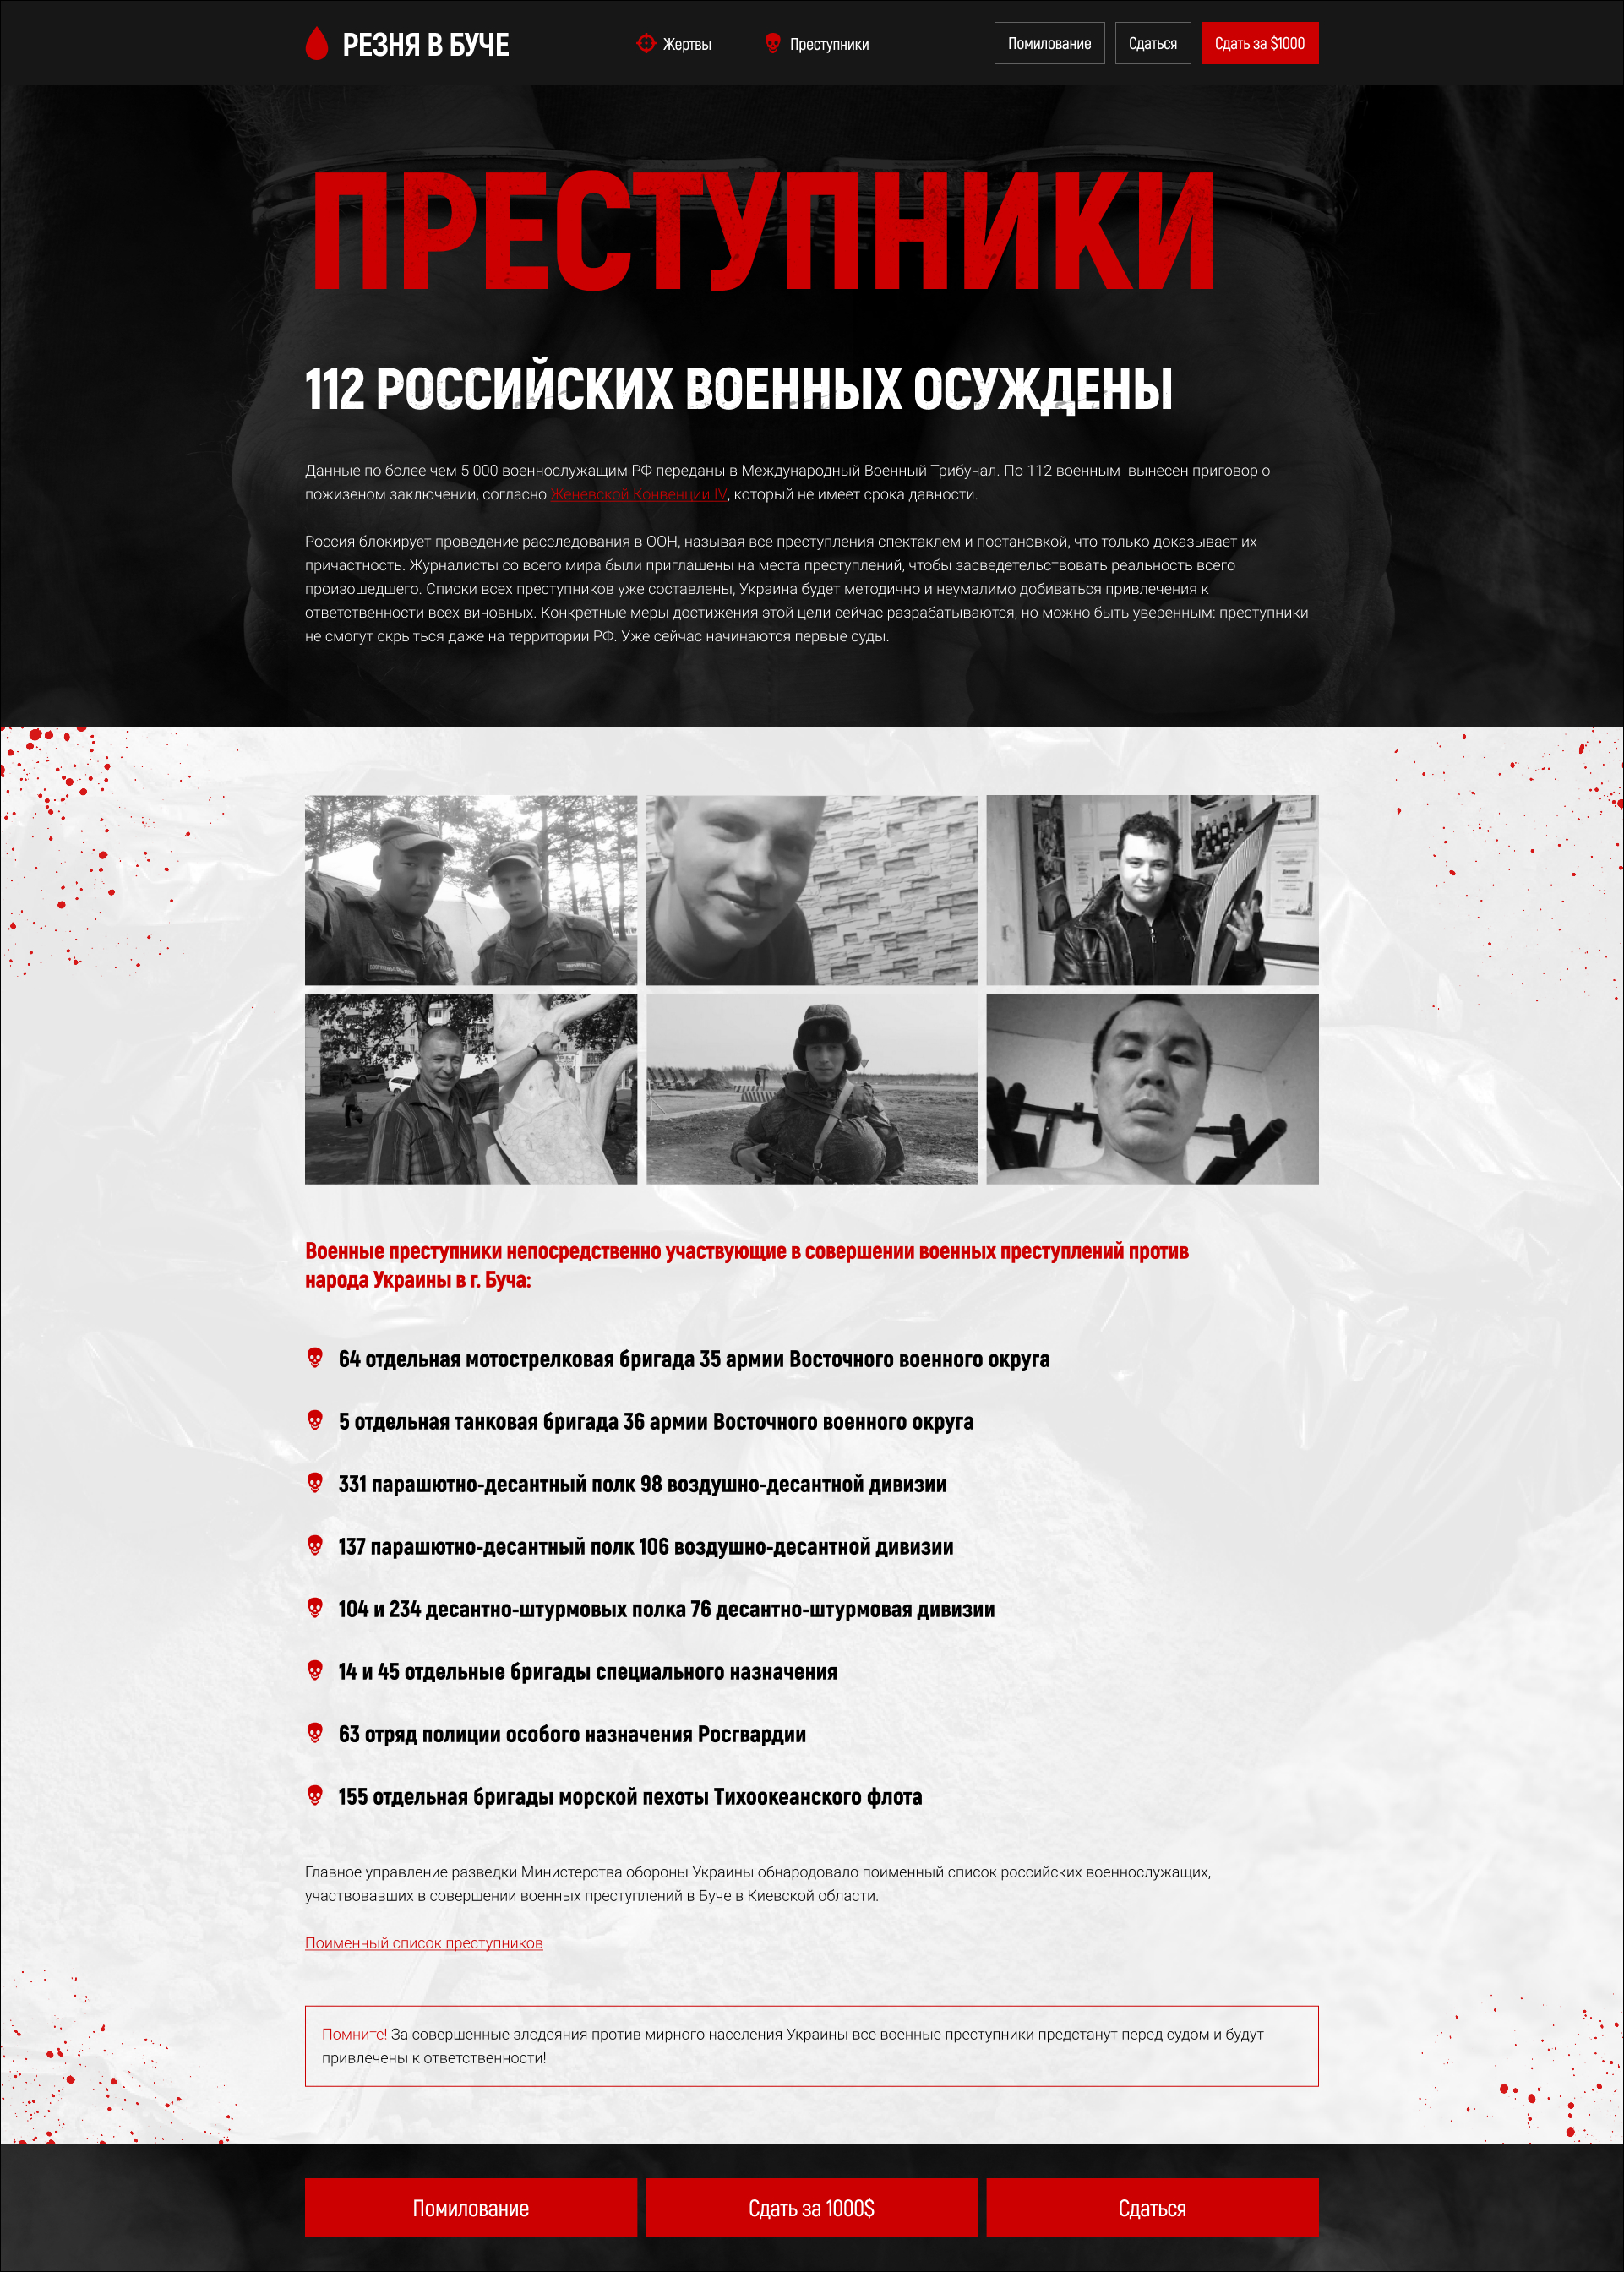 РЕЗНЯ В БУЧЕ
Жертвы
Преступники
Помилование
Сдаться
Сдать за $1000
ПРЕСТУПНИКИ
112 РОССИЙСКИХ ВОЕННЫХ ОСУЖДЕНЫ
Данные по более чем 5 000 военнослужащим РФ переданы в Международный Военный Трибунал. По 112 военным вынесен приговор о
пожизеном заключении, согласно Женевской Конвенции IV, который не имеет срока давности.
Россия блокирует проведение расследования в ООН, называя все преступления спектаклем и постановкой, что только доказывает их
причастность. Журналисты со всего мира были приглашены на места преступлений, чтобы засведетельствовать реальность всего
произошедшего. Списки всех преступников уже составлены, Украина будет методично и неумалимо добиваться привлечения к
ответственности всех виновных. Конкретные меры достижения этой цели сейчас разрабатываются, но можно быть уверенным: преступники
не смогут скрыться даже на территории РФ. Уже сейчас начинаются первые суды.
Военные преступники непосредственно участвующие в совершении военных преступлений против
народа Украины в г. Буча:
64 отдельная мотострелковая бригада 35 армии Восточного военного округа
5 отдельная танковая бригада 36 армии Восточного военного округа
331 парашютно-десантный полк 98 воздушно-десантной дивизии
137 парашютно-десантный полк 106 воздушно-десантной дивизии
104 и 234 десантно-штурмовых полка 76 десантно-штурмовая дивизии
14 и 45 отдельные бригады специального назначения
63 отряд полиции особого назначения Росгвардии
155 отдельная бригады морской пехоты Тихоокеанского флота
Главное управление разведки Министерства обороны Украины обнародовало поименный список российских военнослужащих,
участвовавших в совершении военных преступлений в Буче в Киевской области.
Поименный список преступников
Помните! За совершенные злодеяния против мирного населения Украины все военные преступники предстанут перед судом и будут
привлечены к ответственности!
Помилование
Сдать за 1000$
Сдаться